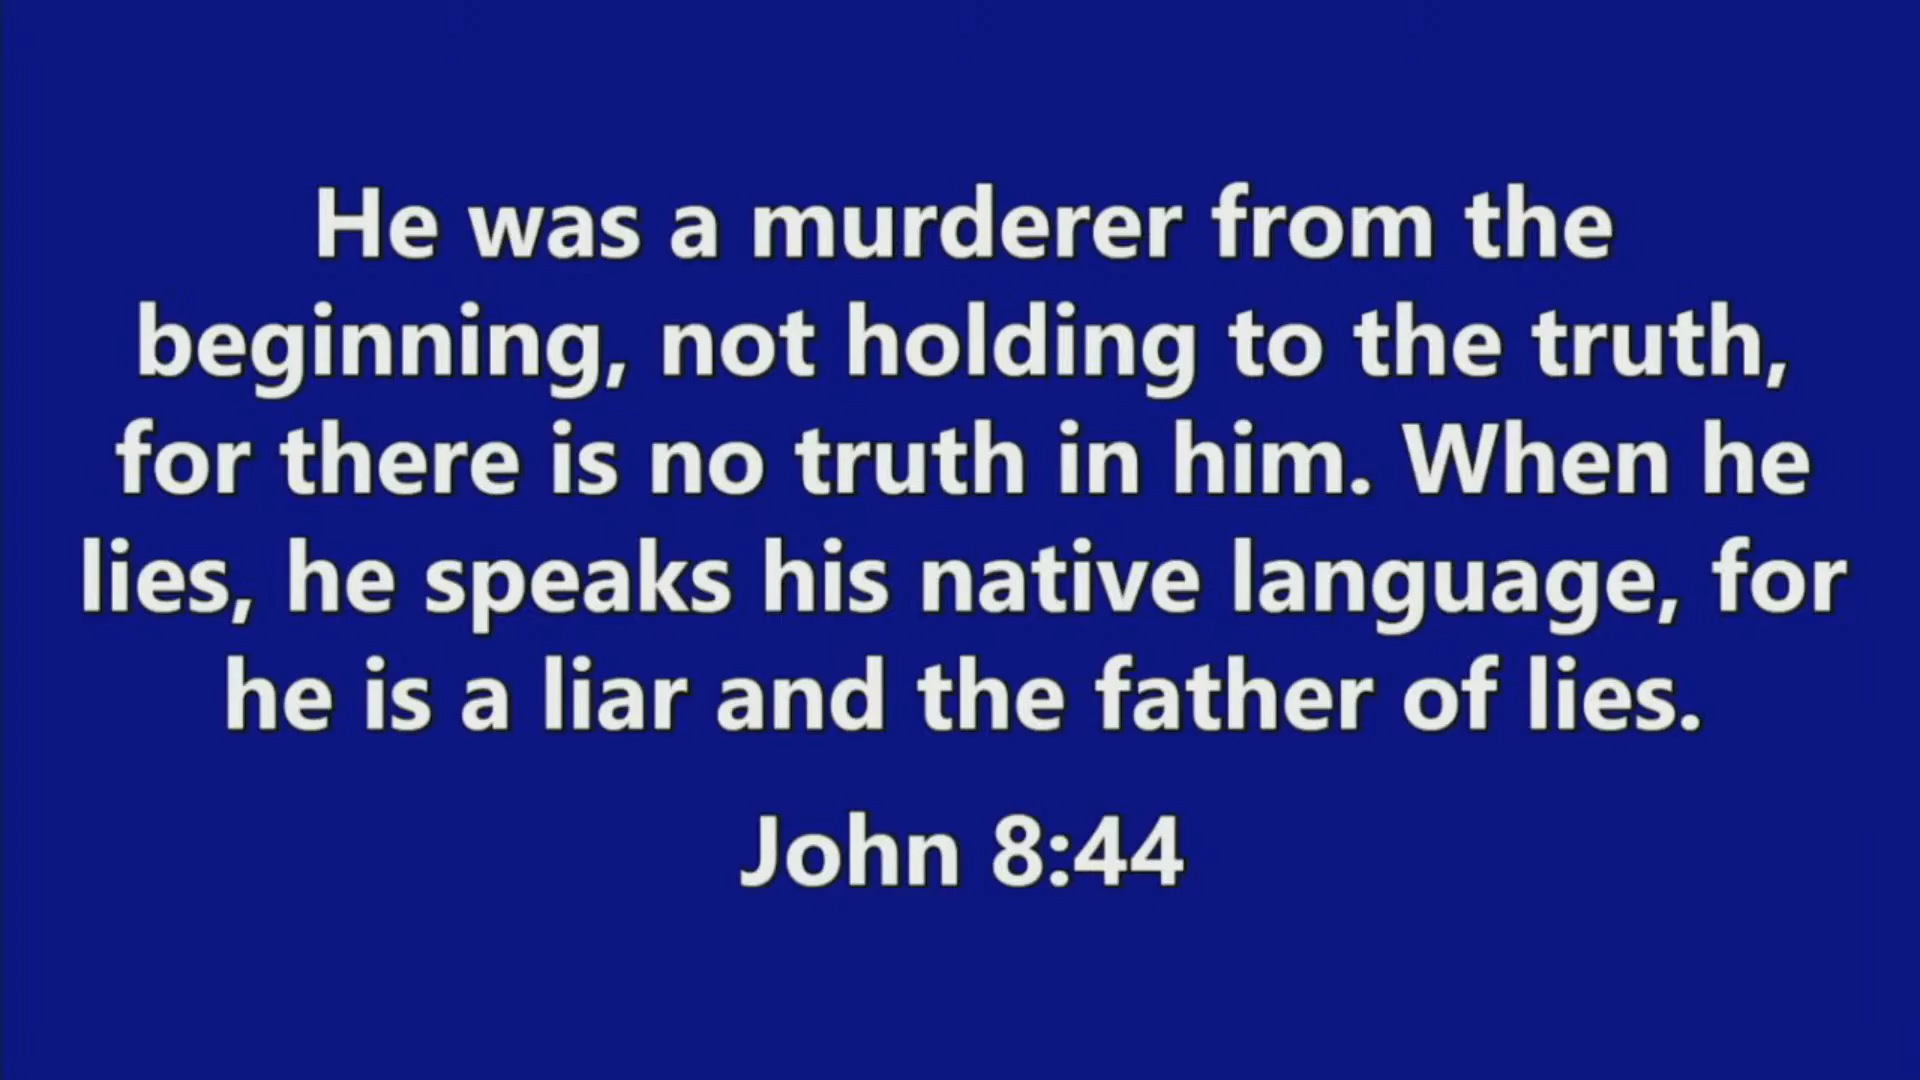 He was a murderer from the
beginning, not holding to the truth,
for there is no truth in him. When he
lies, he speaks his native language, for
he is a liar and the father of lies.
John 8:44